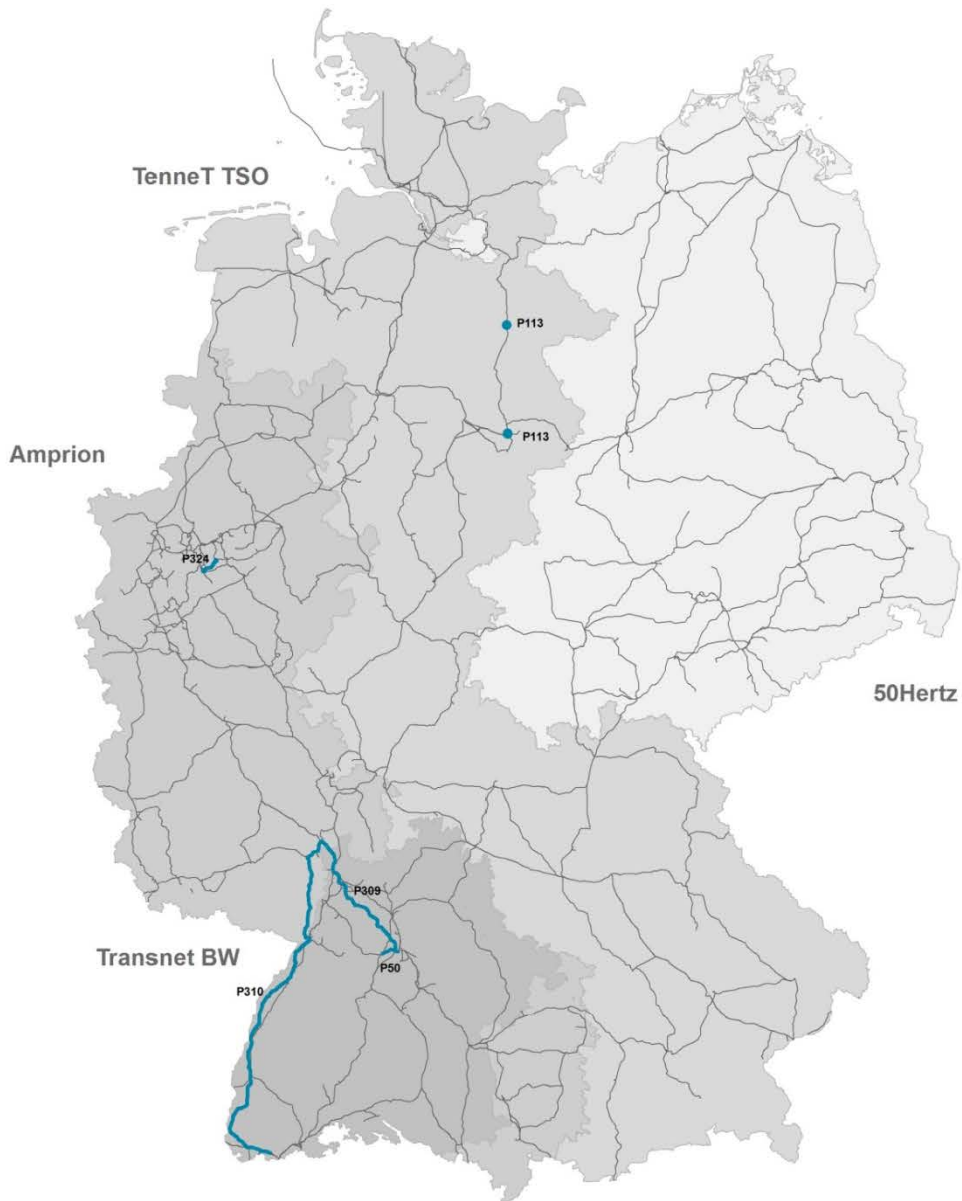 TenneT TSO
P113
P113
Amprion
P324
50Hertz
P309
Transnet BW
P50
P310